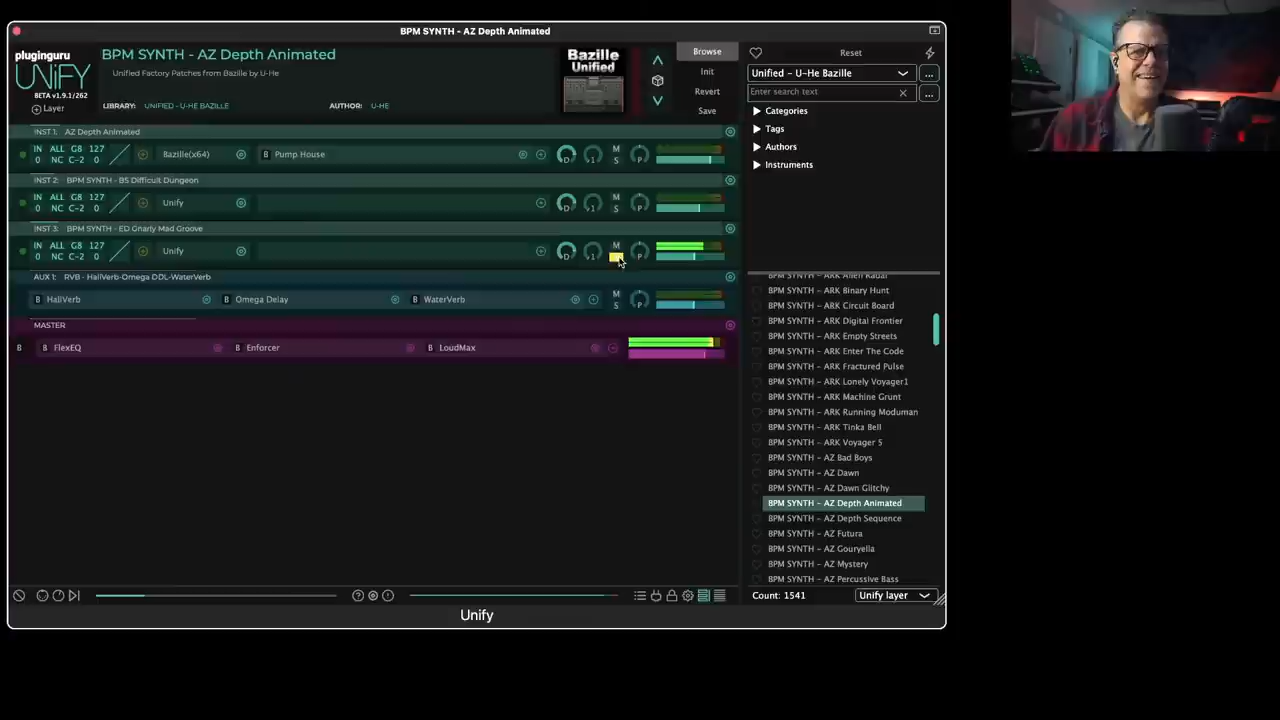 BPM SYNTH - AZ Depth Animated
pluginguru
UNiFY
BETA v1.9.1/262
Layer
BPM SYNTH - AZ Depth Animated
Unified Factory Patches from Bazille by U-He
LIBRARY: UNIFIED - U-HE BAZILLE AUTHOR: U-HE
Bazille
Unified
Browse
Init
Revert
Save
Reset
Unified - U-He Bazille ...
Enter search text ...
Categories
Tags
Authors
Instruments
INST 1: AZ Depth Animated
IN ALL G8 127
0 NC C-2 0
Bazille(x64)
B Pump House
D 1 M S P
INST 2: BPM SYNTH - BS Difficult Dungeon
IN ALL G8 127
0 NC C-2 0
Unify
D 1 M S P
INST 3: BPM SYNTH - ED Gnarly Mad Groove
IN ALL G8 127
0 NC C-2 0
Unify
D 1 M P
AUX 1: RVB - HallVerb-Omega DDL-WaterVerb
B HallVerb B Omega Delay B WaterVerb M S P
MASTER
B B FlexEQ B Enforcer B LoudMax
BPM SYNTH - ARK Alien Radar
BPM SYNTH - ARK Binary Hunt
BPM SYNTH - ARK Circuit Board
BPM SYNTH - ARK Digital Frontier
BPM SYNTH - ARK Empty Streets
BPM SYNTH - ARK Enter The Code
BPM SYNTH - ARK Fractured Pulse
BPM SYNTH - ARK Lonely Voyager1
BPM SYNTH - ARK Machine Grunt
BPM SYNTH - ARK Running Moduman
BPM SYNTH - ARK Tinka Bell
BPM SYNTH - ARK Voyager 5
BPM SYNTH - AZ Bad Boys
BPM SYNTH - AZ Dawn
BPM SYNTH - AZ Dawn Glitchy
BPM SYNTH - AZ Depth Animated
BPM SYNTH - AZ Depth Sequence
BPM SYNTH - AZ Futura
BPM SYNTH - AZ Gouryella
BPM SYNTH - AZ Mystery
BPM SYNTH - AZ Percussive Bass
Count: 1541 Unify layer
Unify